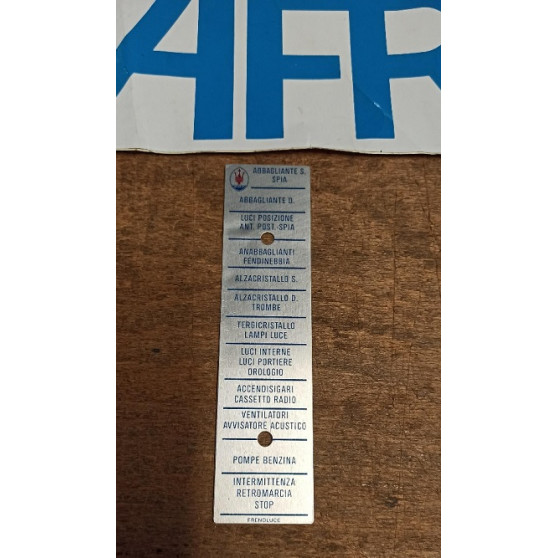 AFR
ABBAGLIANTE S.
SPIA
ABBAGLIANTE D.
LUCI POSIZIONE
ANT. POST. SPIA
ANABBAGLIANTI
FENDINEBBIA
ALZACRISTALLO S.
ALZACRISTALLO D.
TROMBE
TERGICRISTALLO
LAMPI LUCE
LUCI INTERNE
LUCI PORTIERE
OROLOGIO
ACCENDISIGARI
CASSETTO RADIO
VENTILATORI
AVVISATORE ACUSTICO
POMPE BENZINA
INTERMITTENZA
RETROMARCIA
STOP
FRENOLUCE